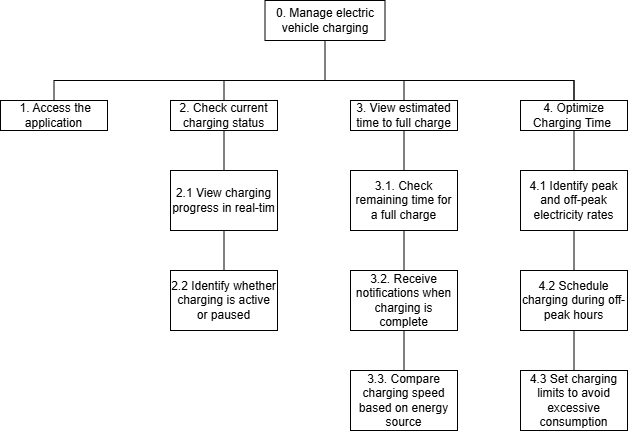 0. Manage electric
vehicle charging
1. Access the
application
2. Check current
charging status
3. View estimated
time to full charge
4. Optimize
Charging Time
2.1 View charging
progress in real-tim
3.1. Check
remaining time for
a full charge
4.1 Identify peak
and off-peak
electricity rates
2.2 Identify whether
charging is active
or paused
3.2. Receive
notifications when
charging is
complete
4.2 Schedule
charging during off-
peak hours
3.3. Compare
charging speed
based on energy
source
4.3 Set charging
limits to avoid
excessive
consumption